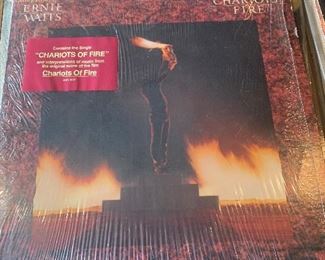 ERNIE
WATTS
CHARIOTS
FIRE
Contains the Single
"CHARIOTS OF FIRE"
and interpretations of music from
the original score of the film
Chariots Of Fire